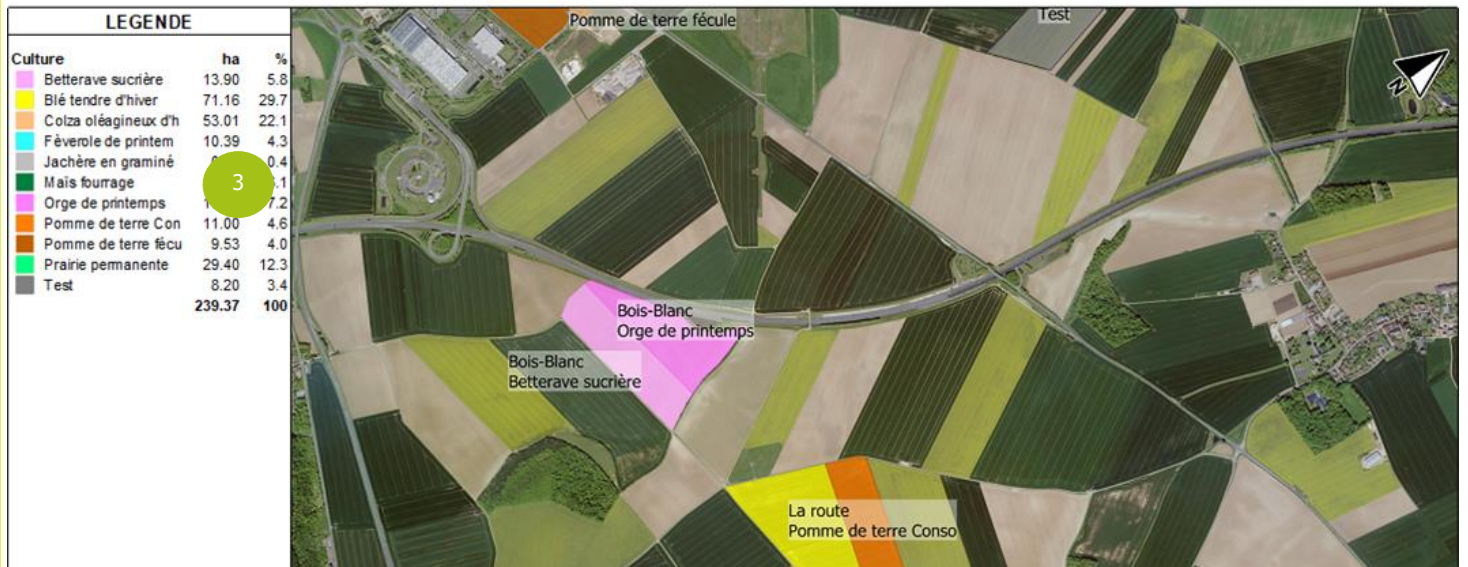 LEGENDE
Culture ha %
Betterave sucrière 13.90 5.8
Blé tendre d'hiver 71.16 29.7
Colza oléagineux d'h 53.01 22.1
Fèverole de printem 10.39 4.3
Jachère en graminé 0.4
Maïs fourrage
Orge de printemps 7.2
Pomme de terre Con 11.00 4.6
Pomme de terre fécu 9.53 4.0
Prairie permanente 29.40 12.3
Test 8.20 3.4
239.37 100
3
Pomme de terre fécule
Test
N
Bois-Blanc
Orge de printemps
Bois-Blanc
Betterave sucrière
La route
Pomme de terre Conso